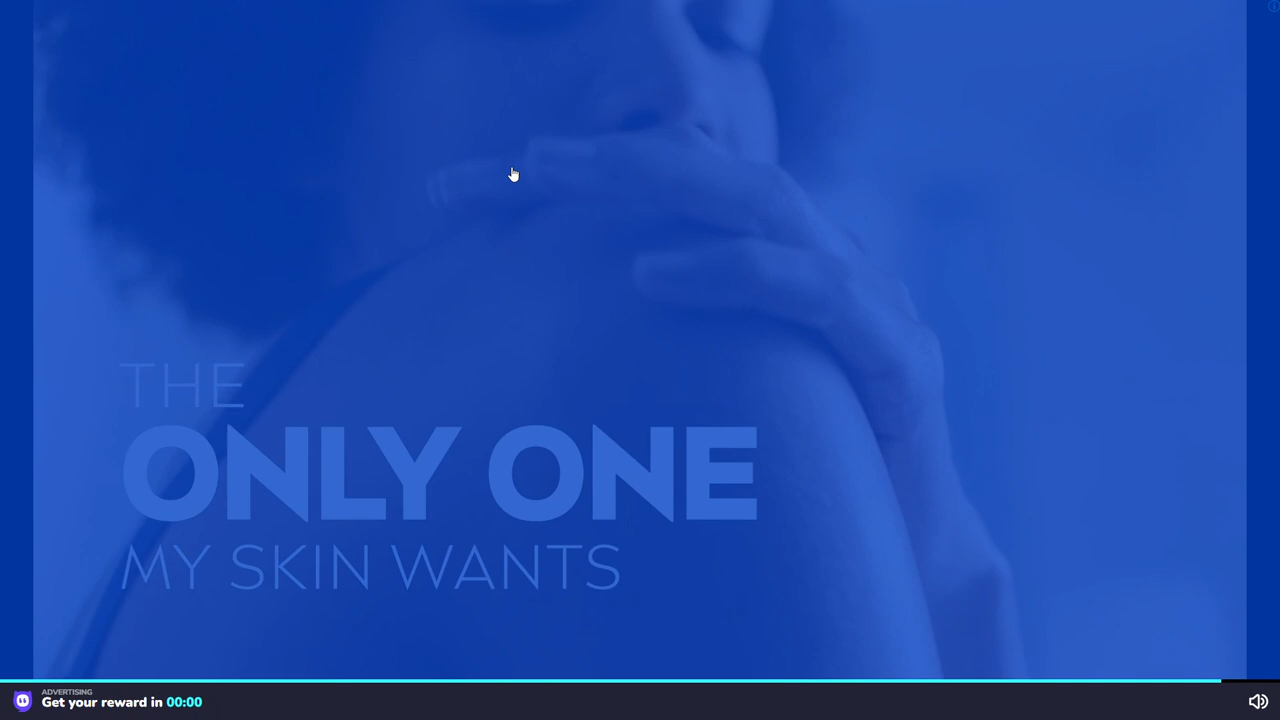 THE
ONLY ONE
MY SKIN WANTS
ADVERTISING
Get your reward in 00:00